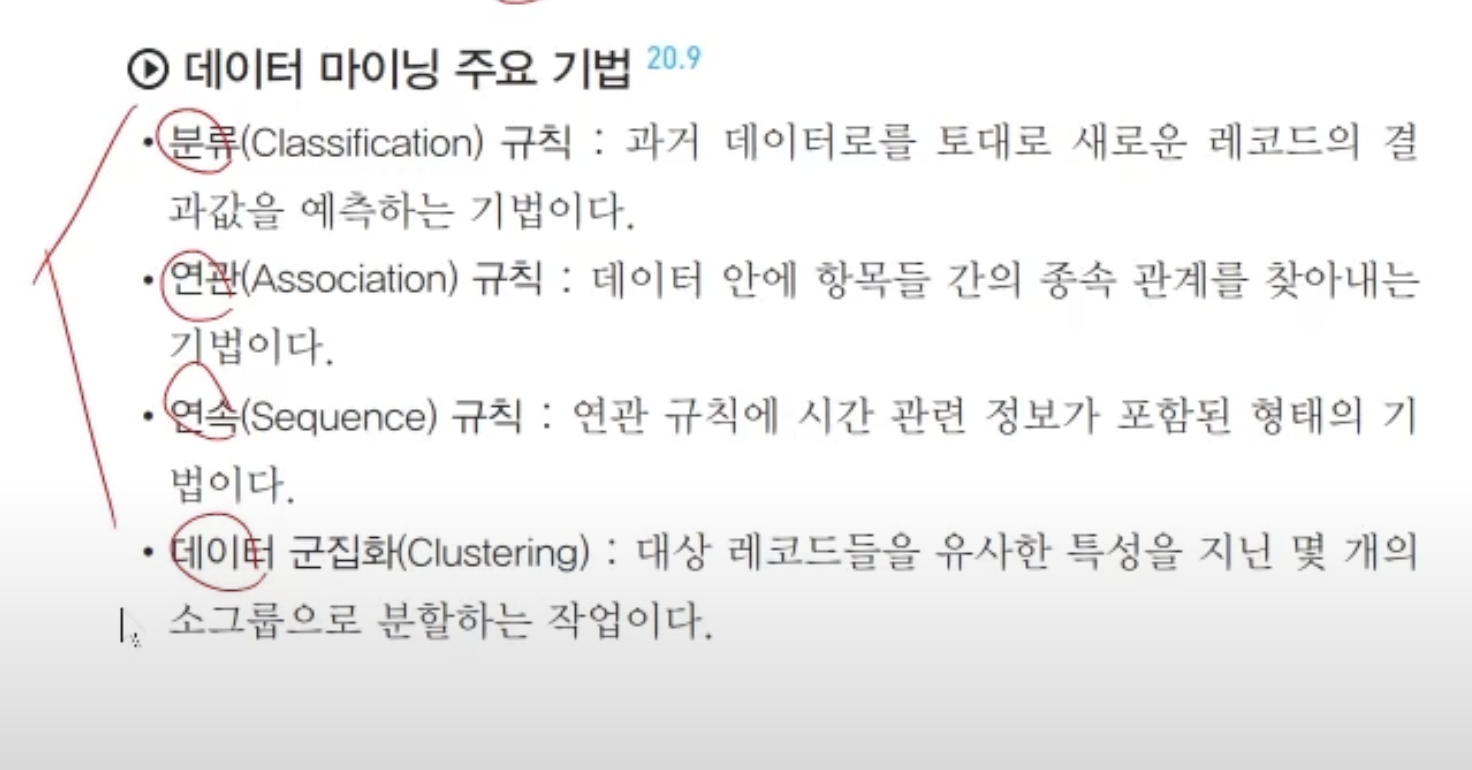 데이터 마이닝 주요 기법 20.9
• 분류(Classification) 규칙 : 과거 데이터로를 토대로 새로운 레코드의 결
과값을 예측하는 기법이다.
• 연관(Association) 규칙 : 데이터 안에 항목들 간의 종속 관계를 찾아내는
기법이다.
• 연속(Sequence) 규칙 : 연관 규칙에 시간 관련 정보가 포함된 형태의 기
법이다.
• 데이터 군집화(Clustering) : 대상 레코드들을 유사한 특성을 지닌 몇 개의
소그룹으로 분할하는 작업이다.